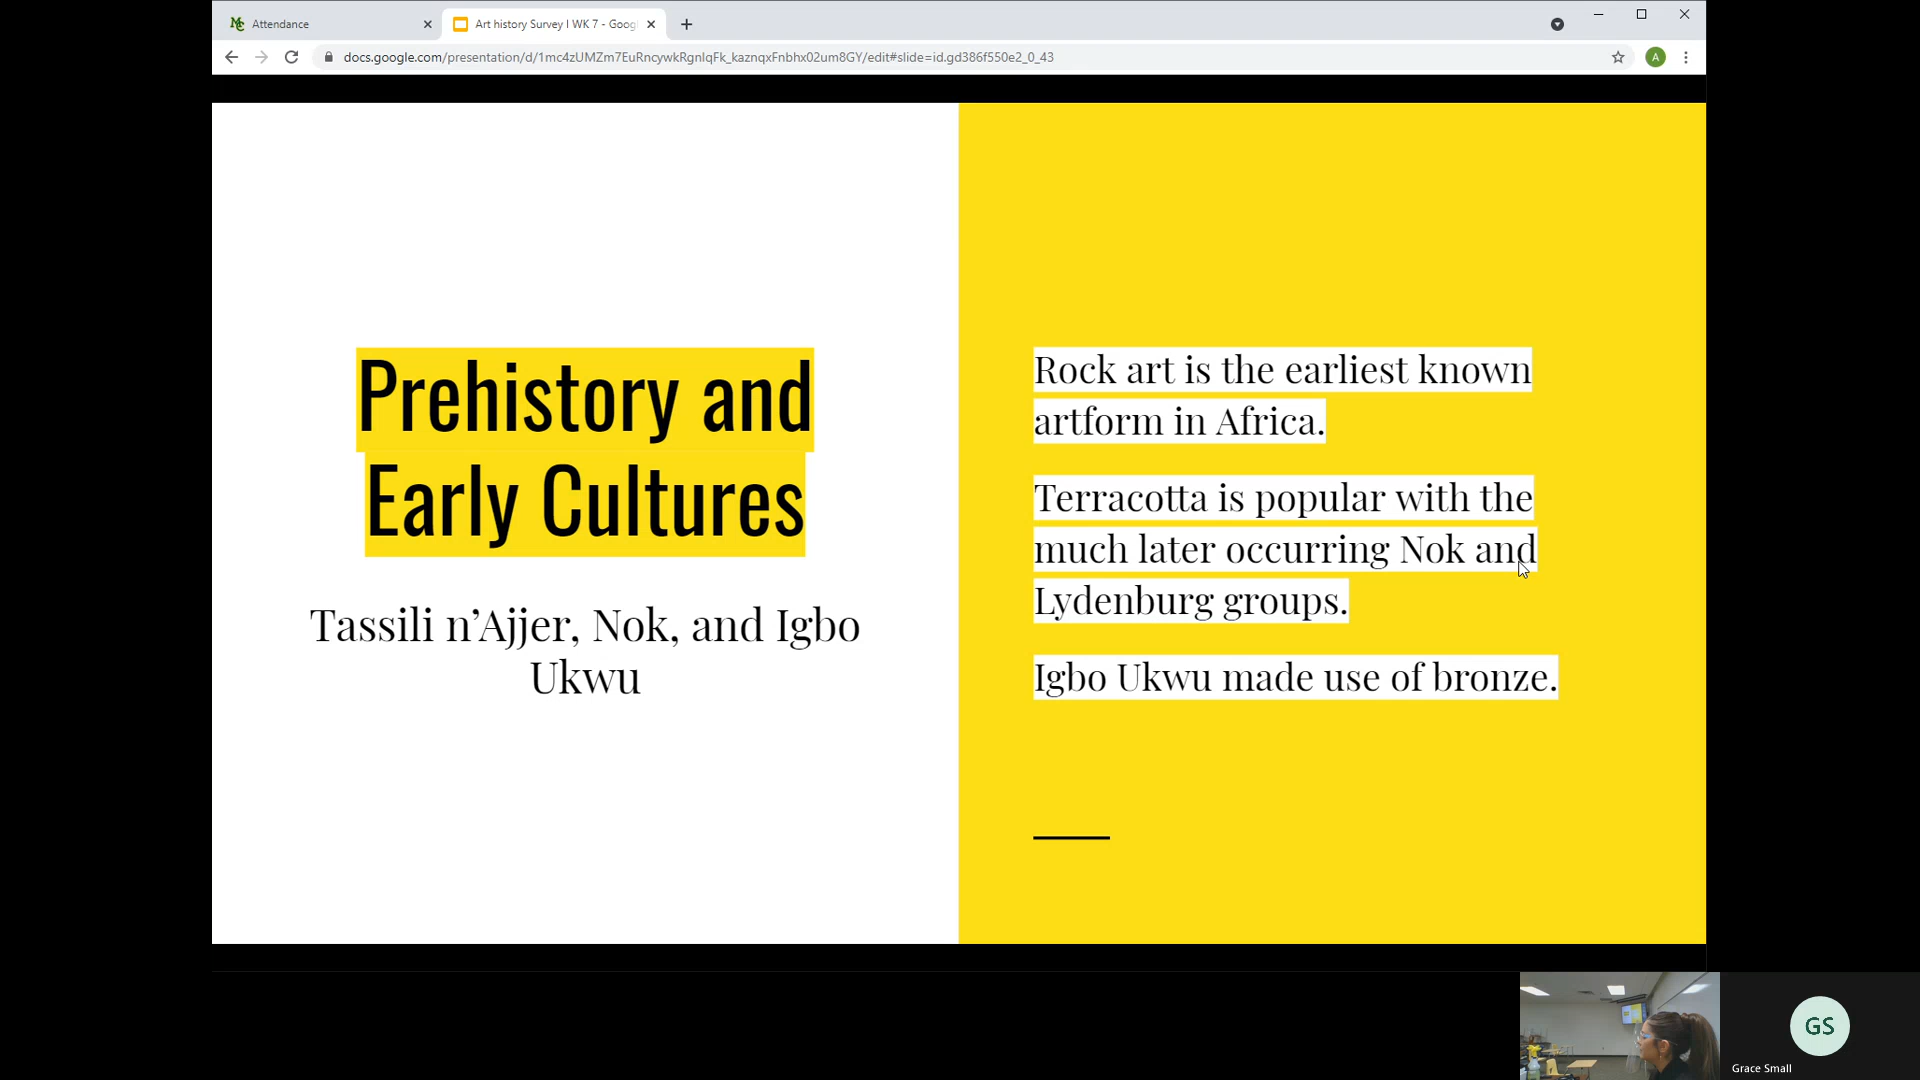 Attendance
Art history Survey I WK 7 - Goog
docs.google.com/presentation/d/1mc4zUMZm7EuRncywkRgnIqFk_kaznqxFnbhx02um8GY/edit#slide=id.gd386f550e2_0_43
A
Prehistory and
Early Cultures
Tassili n’Ajjer, Nok, and Igbo
Ukwu
Rock art is the earliest known
artform in Africa.
Terracotta is popular with the
much later occurring Nok and
Lydenburg groups.
Igbo Ukwu made use of bronze.
GS
Grace Small